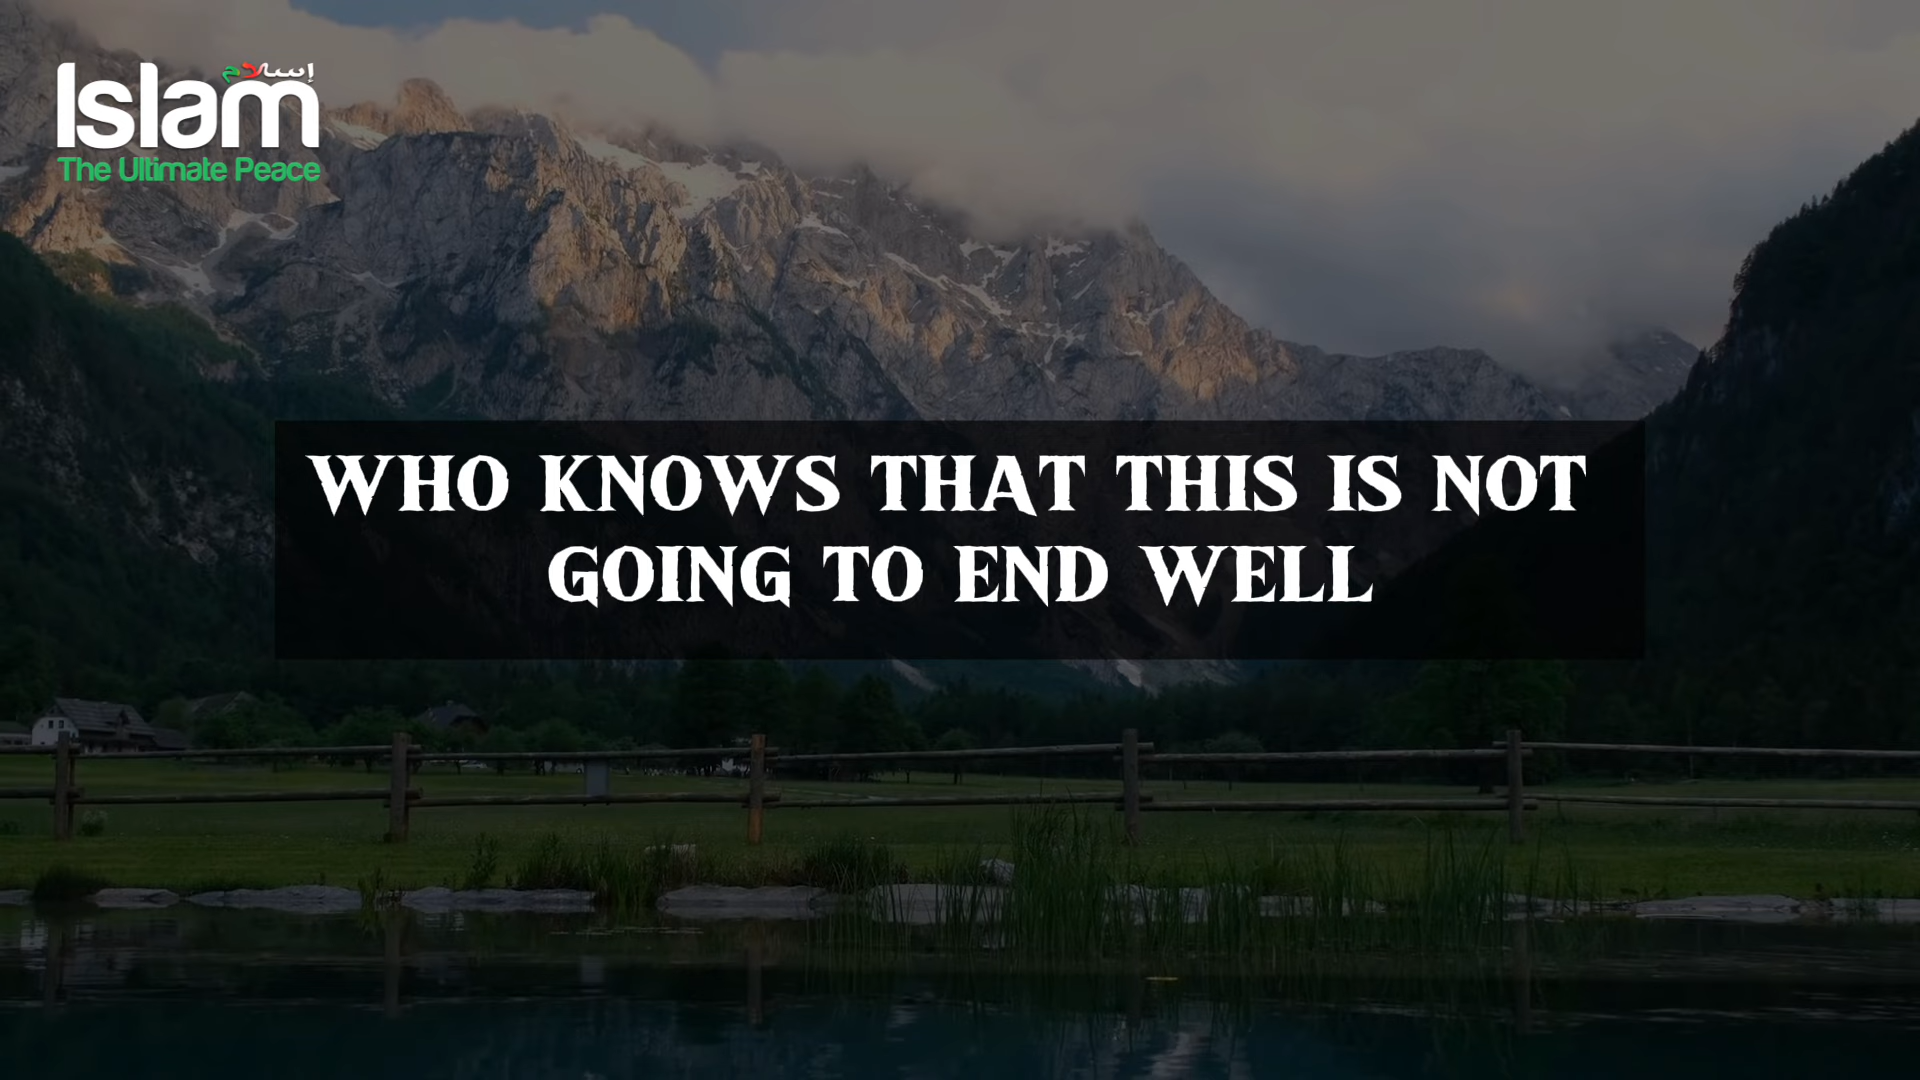 إسلام
Islam
The Ultimate Peace
WHO KNOWS THAT THIS IS NOT
GOING TO END WELL